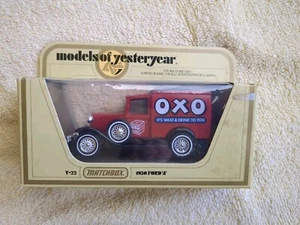 models of yesteryear
OXO
IT'S MEAT & DRINK TO YOU
Y-22
MATCHBOX
1930 FORD 'A'